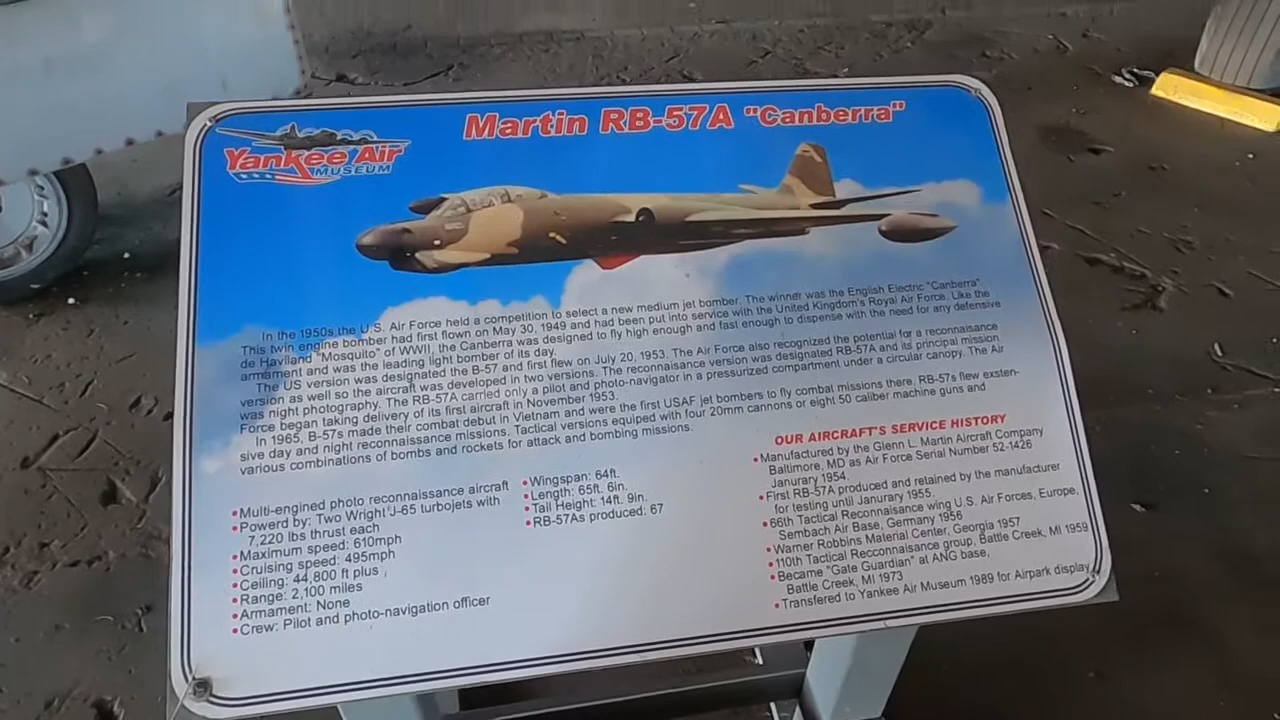 Yankee Air
MUSEUM
Martin RB-57A "Canberra"
In the 1950s the U.S. Air Force held a competition to select a new medium jet bomber. The winner was the English Electric "Canberra"
This twin engine bomber had first flown on May 30, 1949 and had been put into service with the United Kingdom's Royal Air Force. Like the
de Haviland "Mosquito" of WWII, the Canberra was designed to fly high enough and fast enough to dispense with the need for any defensive
armament and was the leading light bomber of its day.
The US version was designated the B-57 and first flew on July 20, 1953. The Air Force also recognized the potential for a reconnaissance
version as well so the aircraft was developed in two versions. The reconnaisance version was designated RB-57A and its principal mission
was night photography. The RB-57A carried only a pilot and photo-navigator in a pressurized compartment under a circular canopy. The Air
Force began taking delivery of its first aircraft in November 1953.
In 1965, B-57s made their combat debut in Vietnam and were the first USAF jet bombers to fly combat missions there. RB-57s flew exsten-
sive day and night reconnaissance missions. Tactical versions equiped with four 20mm cannons or eight 50 caliber machine guns and
various combinations of bombs and rockets for attack and bombing missions.
•Multi-engined photo reconnaissance aircraft
•Powerd by: Two Wright J-65 turbojets with
7,220 lbs thrust each
•Maximum speed: 610mph
•Cruising speed: 495mph
•Ceiling: 44,800 ft plus
•Range: 2,100 miles
•Armament: None
•Crew: Pilot and photo-navigation officer
•Wingspan: 64ft.
•Length: 65ft. 6in.
•Tail Height: 14ft. 9in.
•RB-57As produced: 67
OUR AIRCRAFT'S SERVICE HISTORY
•Manufactured by the Glenn L. Martin Aircraft Company
Baltimore, MD as Air Force Serial Number 52-1426
Janurary 1954.
•First RB-57A produced and retained by the manufacturer
for testing until Janurary 1955.
•66th Tactical Reconnaissance wing U.S. Air Forces, Europe,
Sembach Air Base, Germany 1956
•Warner Robbins Material Center, Georgia 1957
•110th Tactical Recconnaisance group, Battle Creek, MI 1959
•Became "Gate Guardian" at ANG base,
Battle Creek, MI 1973
•Transfered to Yankee Air Museum 1989 for Airpark display